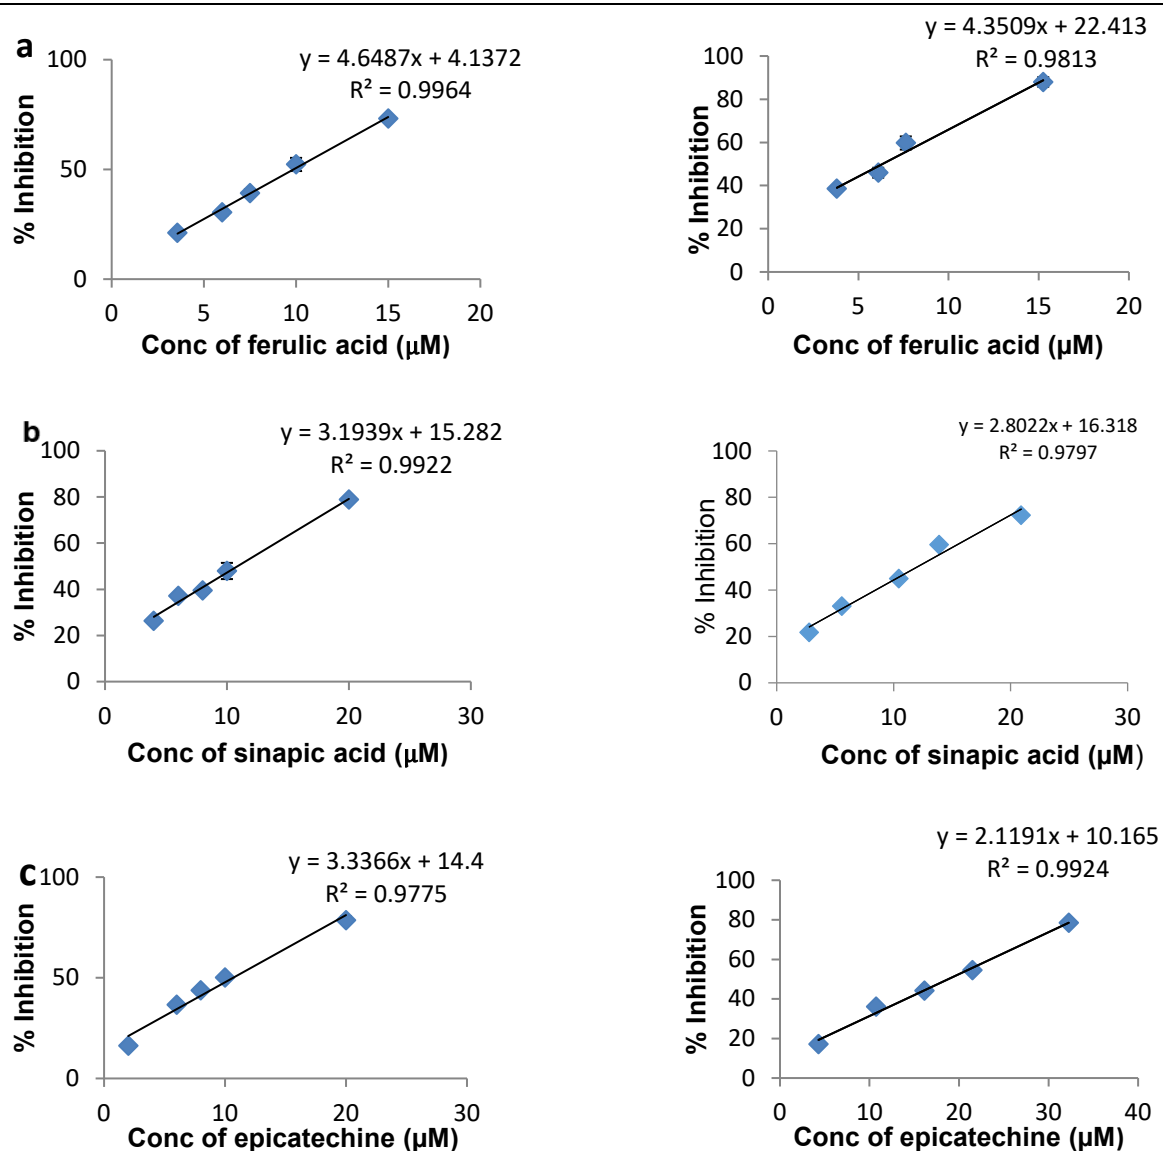 a
y = 4.6487x + 4.1372
R² = 0.9964
% Inhibition
100
50
0
0 5 10 15 20
Conc of ferulic acid (μM)
y = 4.3509x + 22.413
R² = 0.9813
% Inhibition
100
80
60
40
20
0
0 5 10 15 20
Conc of ferulic acid (µM)
b
y = 3.1939x + 15.282
R² = 0.9922
% Inhibition
100
80
60
40
20
0
0 10 20 30
Conc of sinapic acid (μM)
y = 2.8022x + 16.318
R² = 0.9797
% Inhibition
100
80
60
40
20
0
0 10 20 30
Conc of sinapic acid (µM)
c
y = 3.3366x + 14.4
R² = 0.9775
% Inhibition
100
50
0
0 10 20 30
Conc of epicatechine (µM)
y = 2.1191x + 10.165
R² = 0.9924
% Inhibition
100
80
60
40
20
0
0 10 20 30 40
Conc of epicatechine (µM)